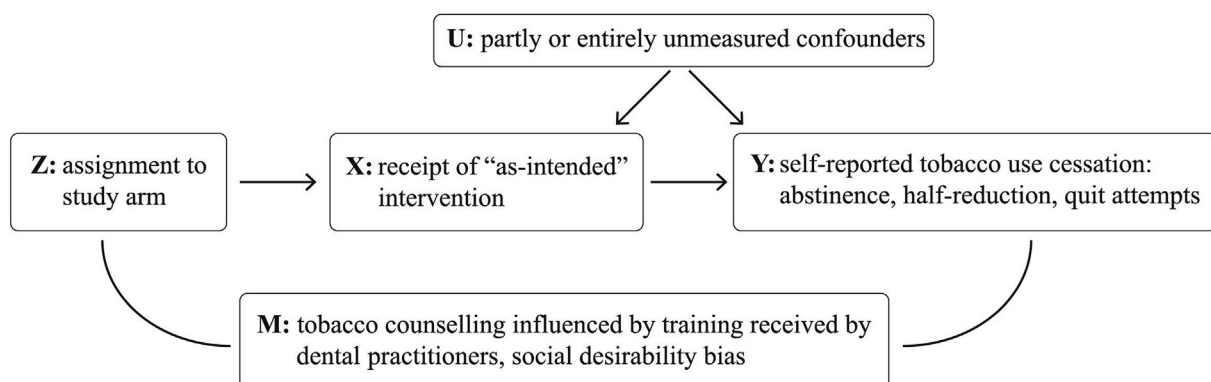 U: partly or entirely unmeasured confounders
Z: assignment to
study arm
X: receipt of “as-intended”
intervention
Y: self-reported tobacco use cessation:
abstinence, half-reduction, quit attempts
M: tobacco counselling influenced by training received by
dental practitioners, social desirability bias